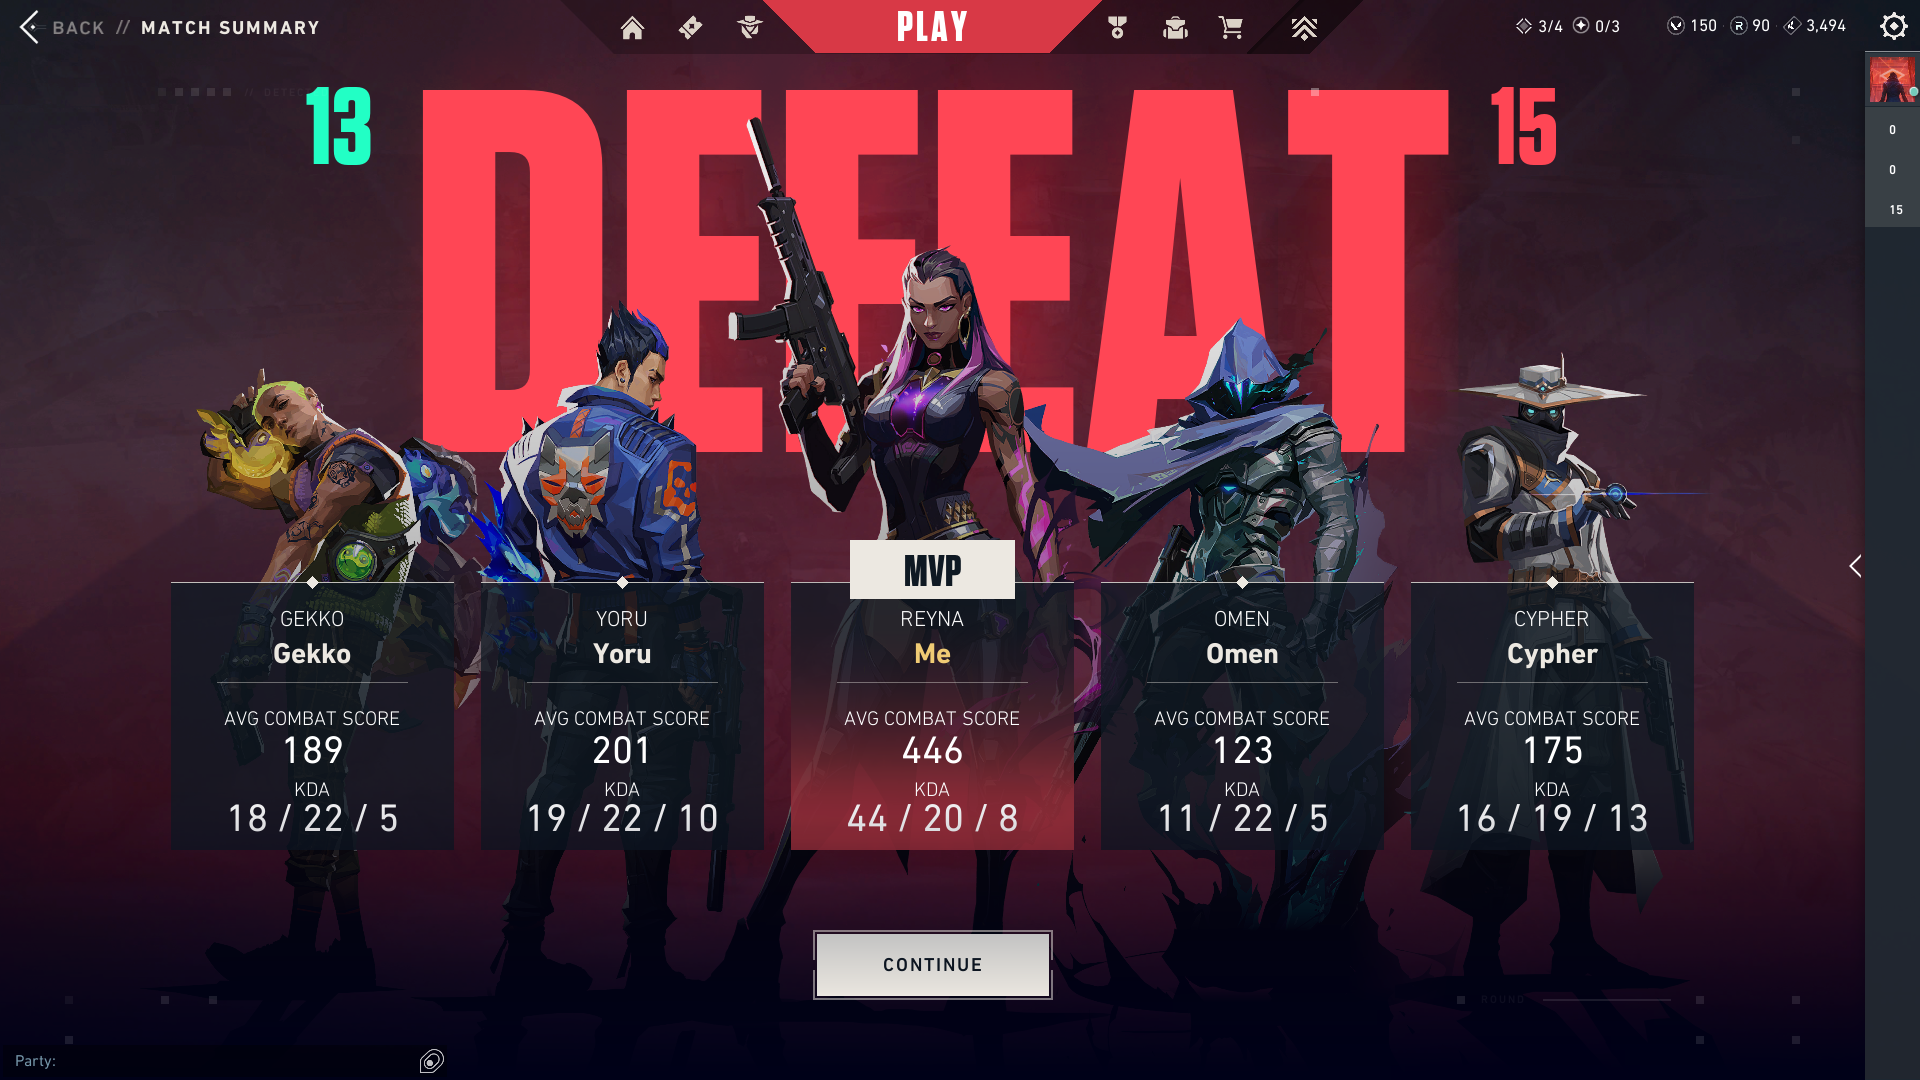 BACK // MATCH SUMMARY
PLAY
3/4 0/3 150 90 3,494
13 DEFEAT 15
0
0
15
MVP
GEKKO
Gekko
AVG COMBAT SCORE
189
KDA
18 / 22 / 5
YORU
Yoru
AVG COMBAT SCORE
201
KDA
19 / 22 / 10
REYNA
Me
AVG COMBAT SCORE
446
KDA
44 / 20 / 8
OMEN
Omen
AVG COMBAT SCORE
123
KDA
11 / 22 / 5
CYPHER
Cypher
AVG COMBAT SCORE
175
KDA
16 / 19 / 13
CONTINUE
ROUND
Party: